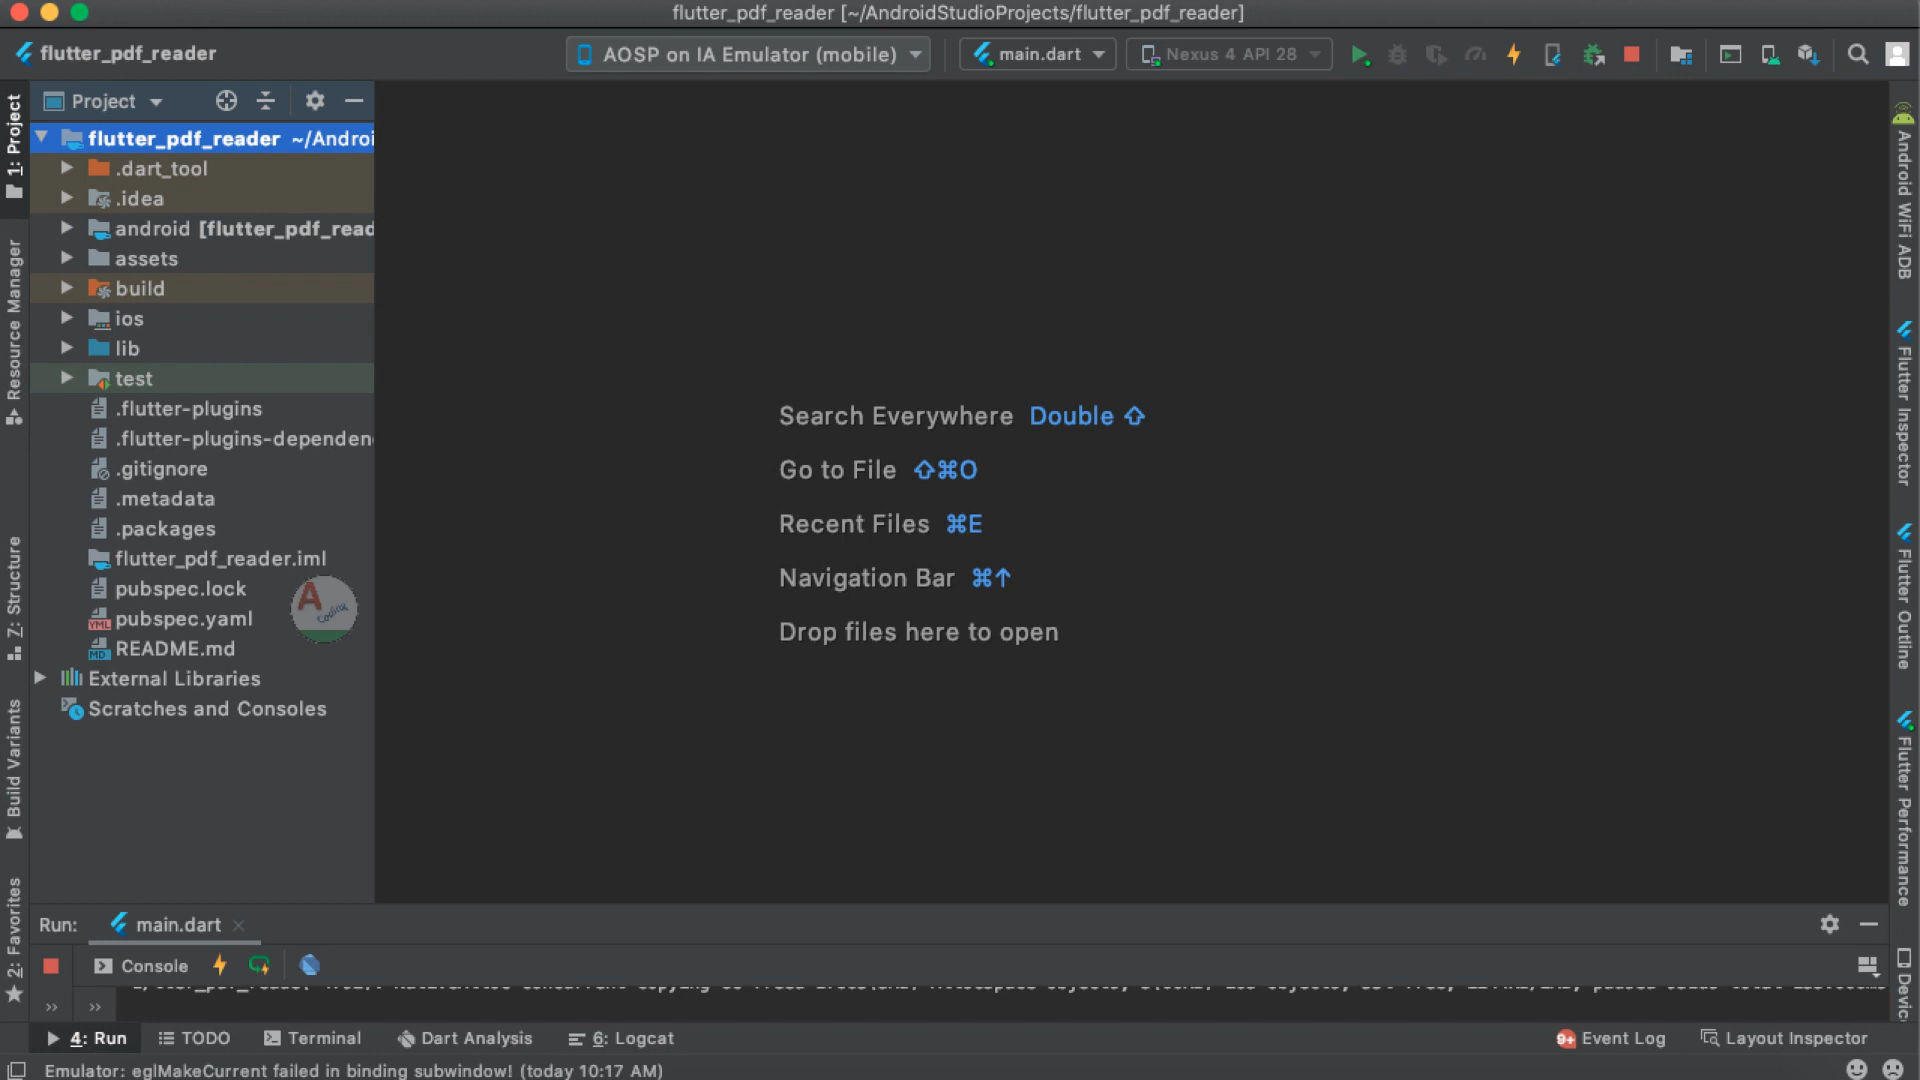 flutter_pdf_reader [~/AndroidStudioProjects/flutter_pdf_reader]
flutter_pdf_reader
AOSP on IA Emulator (mobile)
main.dart
Nexus 4 API 28
Project
flutter_pdf_reader ~/Androi
.dart_tool
.idea
android [flutter_pdf_read
assets
build
ios
lib
test
.flutter-plugins
.flutter-plugins-depende
.gitignore
.metadata
.packages
flutter_pdf_reader.iml
pubspec.lock
pubspec.yaml
README.md
External Libraries
Scratches and Consoles
A
Coding
1: Project
Resource Manager
Z: Structure
Build Variants
2: Favorites
Search Everywhere Double ⇧
Go to File ⇧⌘O
Recent Files ⌘E
Navigation Bar ⌘↑
Drop files here to open
Android WiFi ADB
Flutter Inspector
Flutter Outline
Flutter Performance
Devic
Run:
main.dart
Console
4: Run
TODO
Terminal
Dart Analysis
6: Logcat
9+ Event Log
Layout Inspector
Emulator: eglMakeCurrent failed in binding subwindow! (today 10:17 AM)